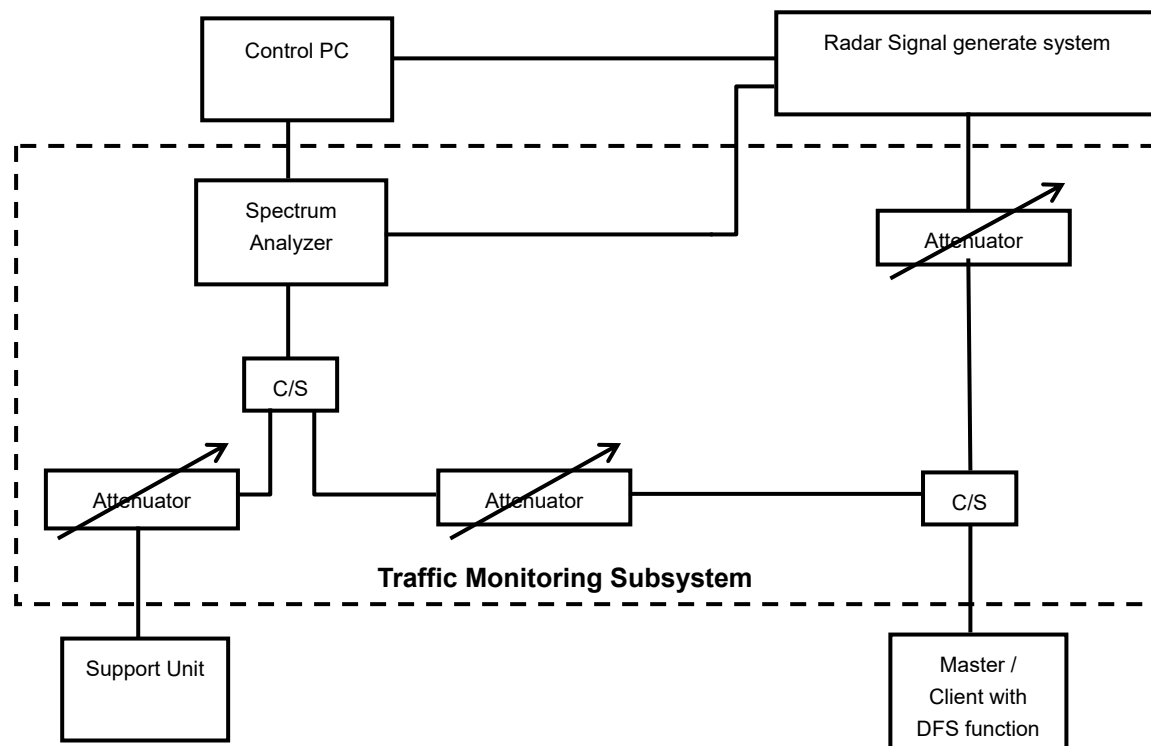 Control PC
Radar Signal generate system
Spectrum
Analyzer
Attenuator
C/S
Attenuator
Attenuator
C/S
Traffic Monitoring Subsystem
Support Unit
Master /
Client with
DFS function